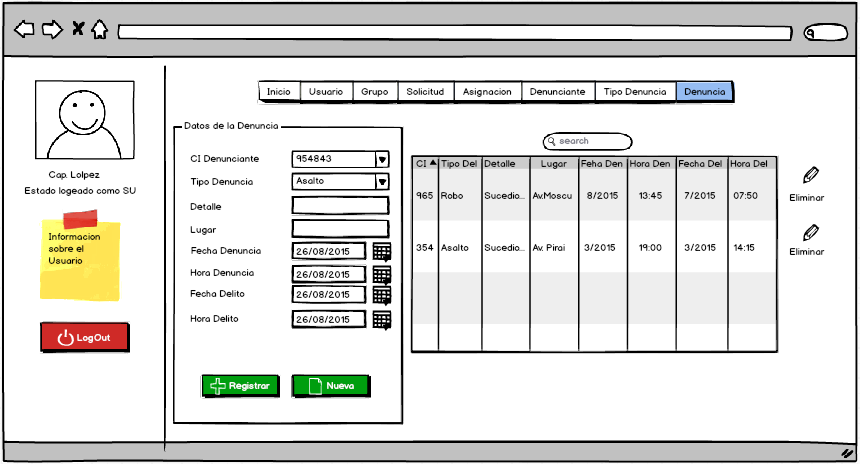 Inicio Usuario Grupo Solicitud Asignacion Denunciante Tipo Denuncia Denuncia
Cap. Lolpez
Estado logeado como SU
Informacion
sobre el
Usuario
LogOut
Datos de la Denuncia
CI Denunciante 954843
Tipo Denuncia Asalto
Detalle
Lugar
Fecha Denuncia 26/08/2015
Hora Denuncia 26/08/2015
Fecha Delito 26/08/2015
Hora Delito 26/08/2015
Registrar Nueva
search
CI Tipo Del Detalle Lugar Feha Den Hora Den Fecha Del Hora Del
965 Robo Sucedio... Av.Moscu 8/2015 13:45 7/2015 07:50
Eliminar
354 Asalto Sucedio... Av. Pirai 3/2015 19:00 3/2015 14:15
Eliminar